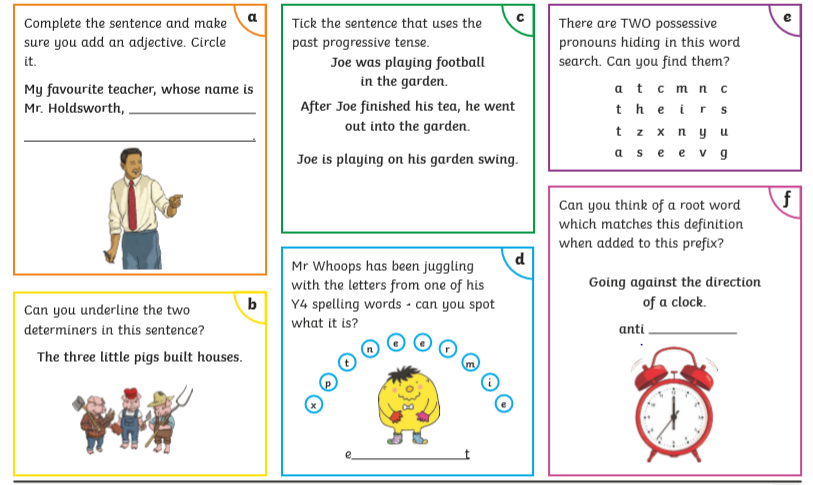 a
Complete the sentence and make
sure you add an adjective. Circle
it.
My favourite teacher, whose name is
Mr. Holdsworth, ____________________
____________________.
b
Can you underline the two
determiners in this sentence?
The three little pigs built houses.
c
Tick the sentence that uses the
past progressive tense.
Joe was playing football
in the garden.
After Joe finished his tea, he went
out into the garden.
Joe is playing on his garden swing.
d
Mr Whoops has been juggling
with the letters from one of his
Y4 spelling words - can you spot
what it is?
x p t n e e r m i e
e____________________t
e
There are TWO possessive
pronouns hiding in this word
search. Can you find them?
a t c m n c
t h e i r s
t z x n y u
a s e e v g
f
Can you think of a root word
which matches this definition
when added to this prefix?
Going against the direction
of a clock.
anti ______________